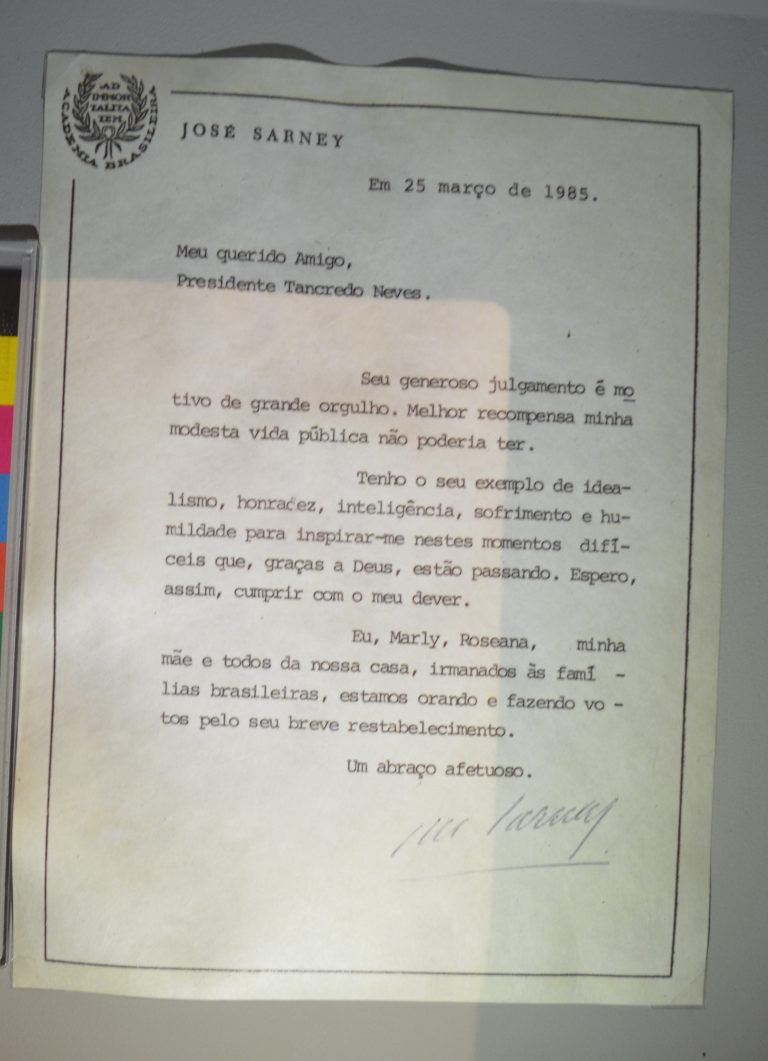 AD
IMMOR
TALITA
TEM
ACADEMIA BRASILEIRA
JOSÉ SARNEY
Em 25 março de 1985.
Meu querido Amigo,
Presidente Tancredo Neves.
Seu generoso julgamento é mo
tivo de grande orgulho. Melhor recompensa minha
modesta vida pública não poderia ter.
Tenho o seu exemplo de idea-
lismo, honradez, inteligência, sofrimento e hu-
mildade para inspirar-me nestes momentos difí-
ceis que, graças a Deus, estão passando. Espero,
assim, cumprir com o meu dever.
Eu, Marly, Roseana, minha
mãe e todos da nossa casa, irmanados às famí -
lias brasileiras, estamos orando e fazendo vo -
tos pelo seu breve restabelecimento.
Um abraço afetuoso.
Sarney